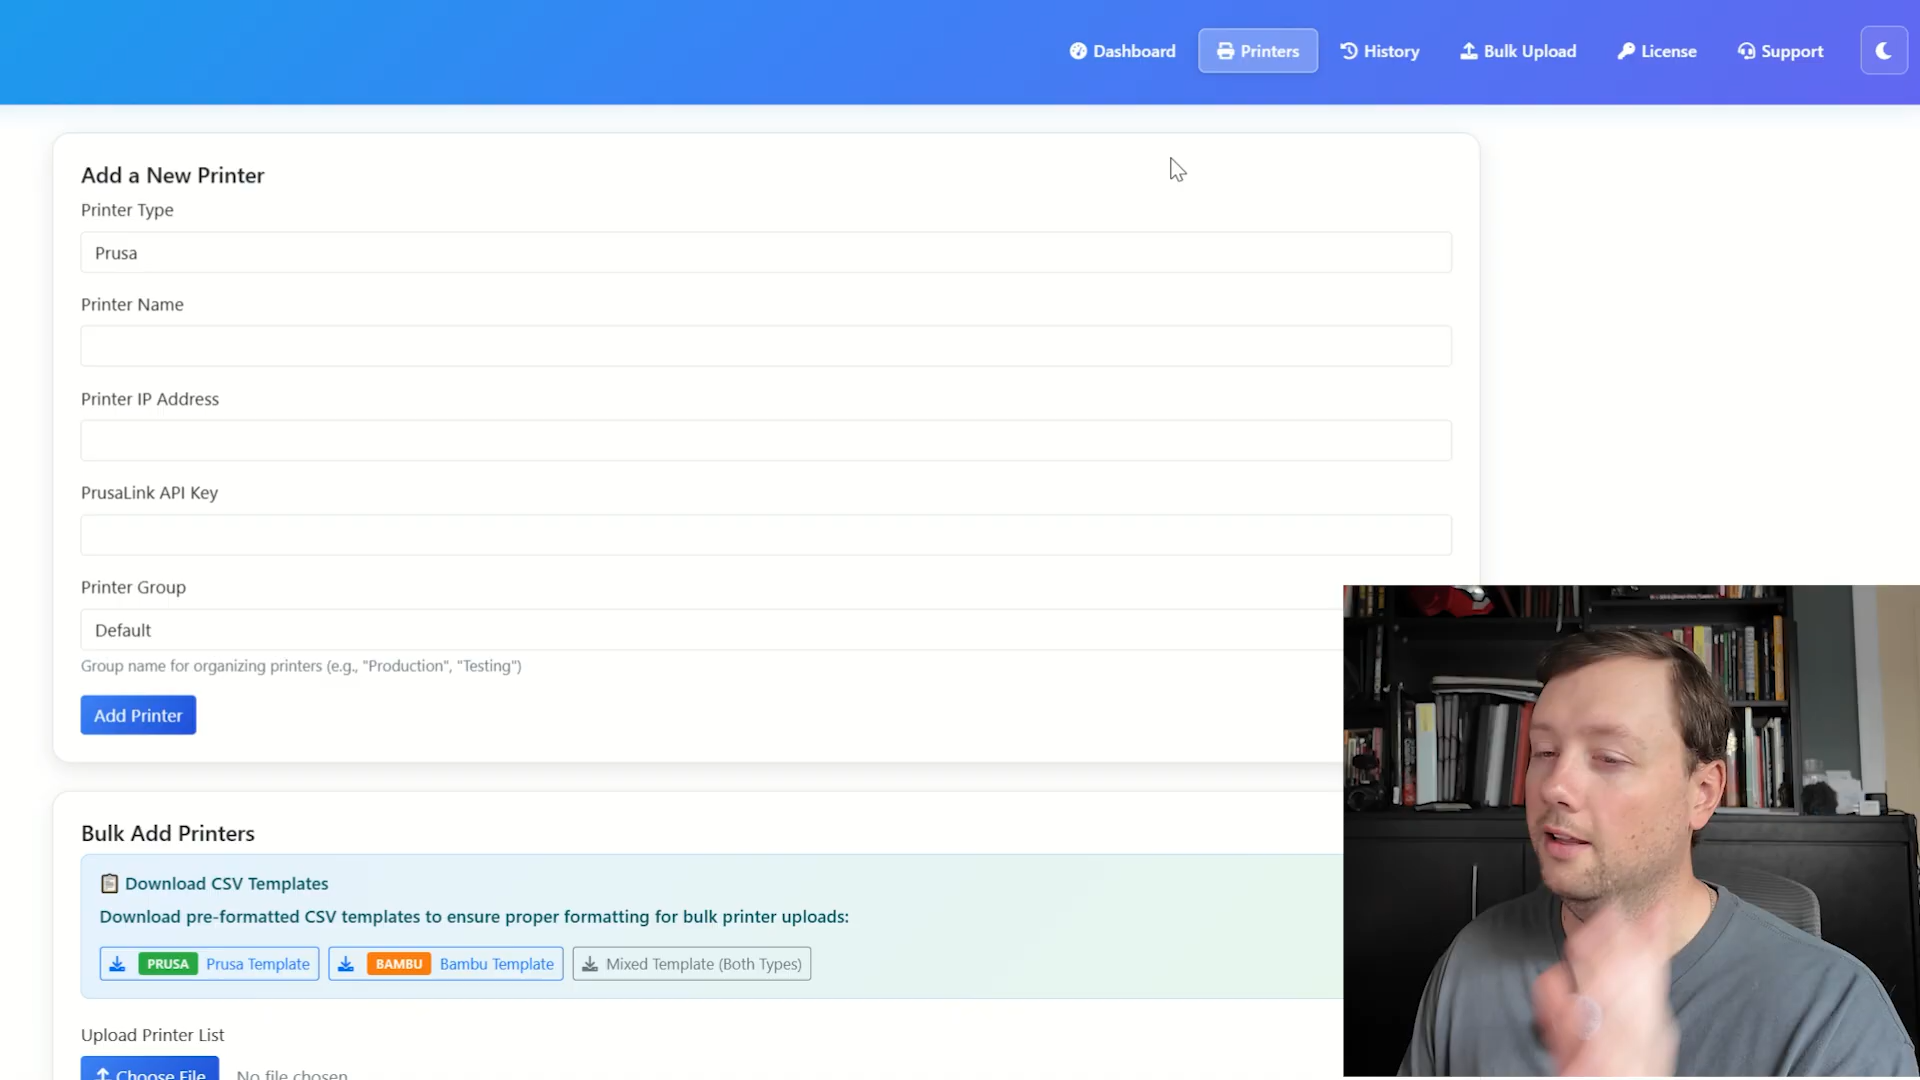 Dashboard
Printers
History
Bulk Upload
License
Support
Add a New Printer
Printer Type
Prusa
Printer Name
Printer IP Address
PrusaLink API Key
Printer Group
Default
Group name for organizing printers (e.g., "Production", "Testing")
Add Printer
Bulk Add Printers
Download CSV Templates
Download pre-formatted CSV templates to ensure proper formatting for bulk printer uploads:
PRUSA Prusa Template
BAMBU Bambu Template
Mixed Template (Both Types)
Upload Printer List
Choose File
No file chosen